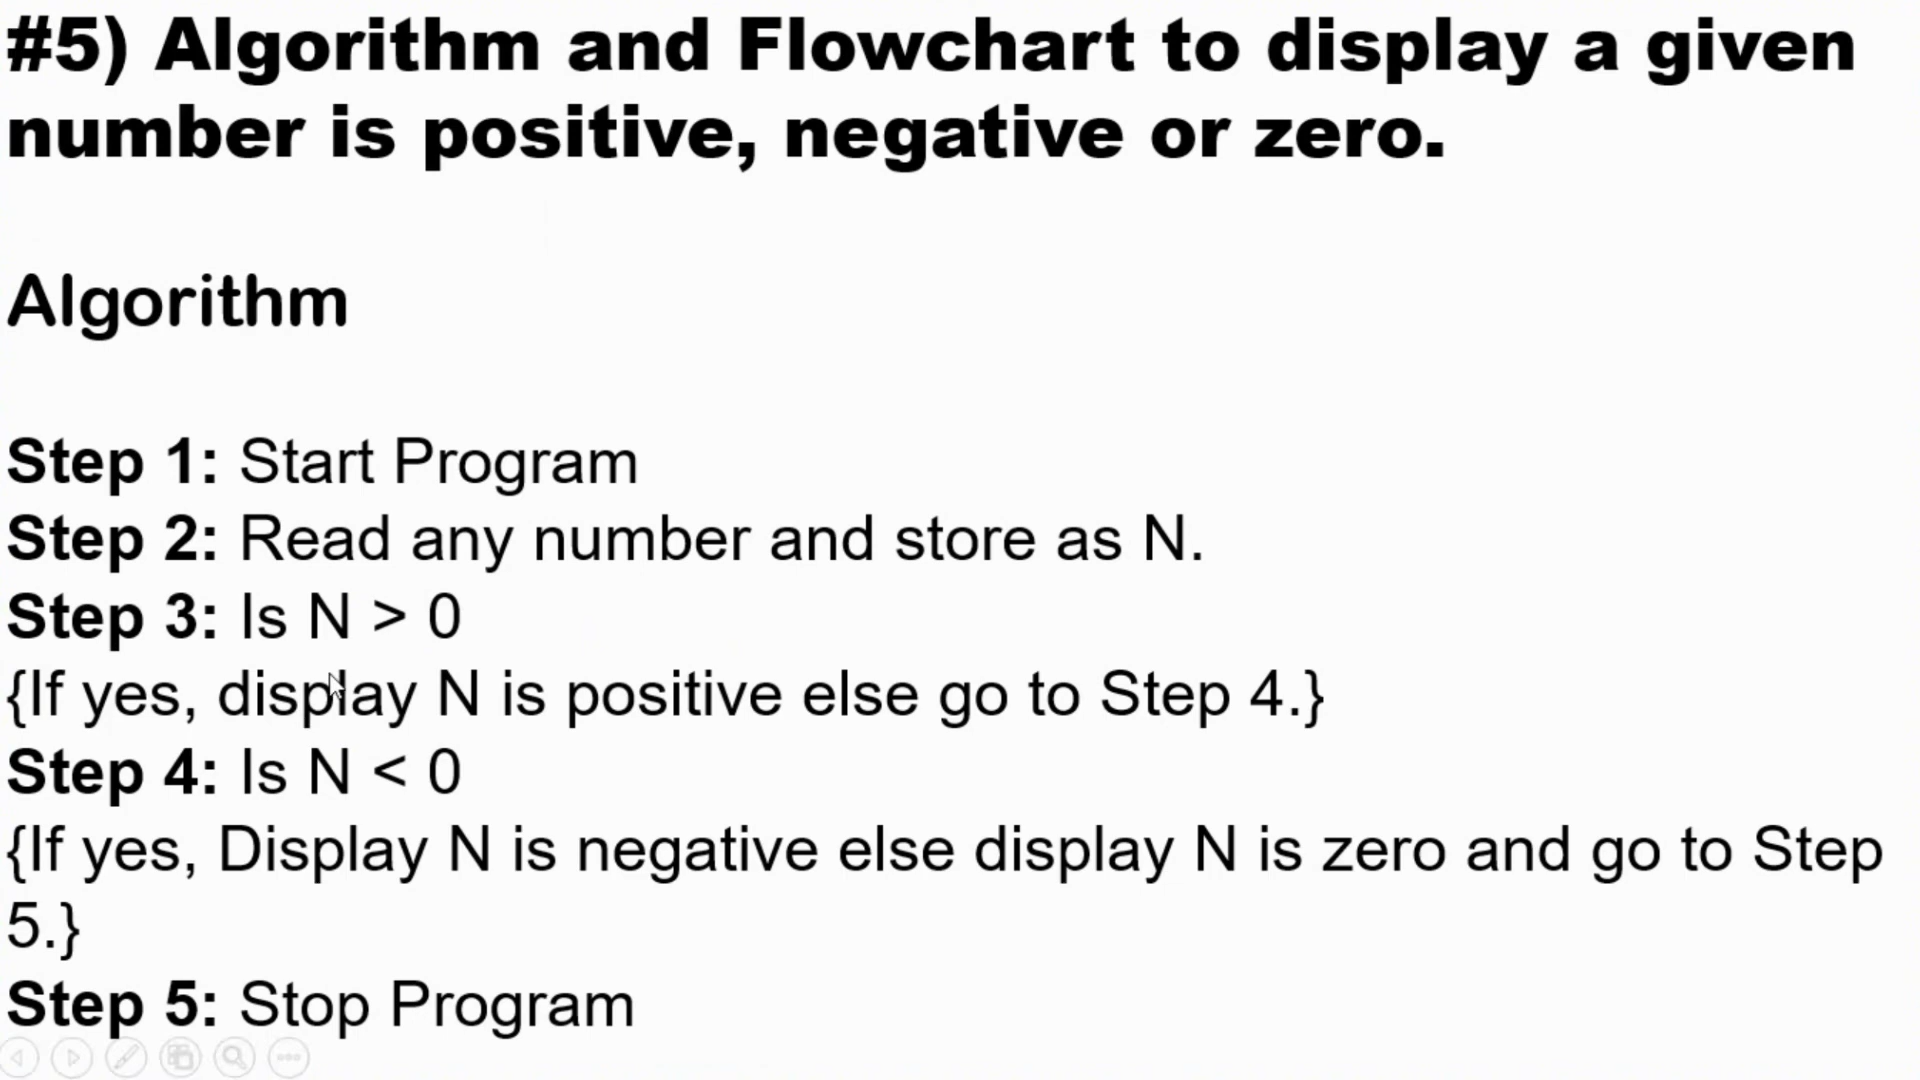 #5) Algorithm and Flowchart to display a given
number is positive, negative or zero.
Algorithm
Step 1: Start Program
Step 2: Read any number and store as N.
Step 3: Is N > 0
{If yes, display N is positive else go to Step 4.}
Step 4: Is N < 0
{If yes, Display N is negative else display N is zero and go to Step
5.}
Step 5: Stop Program